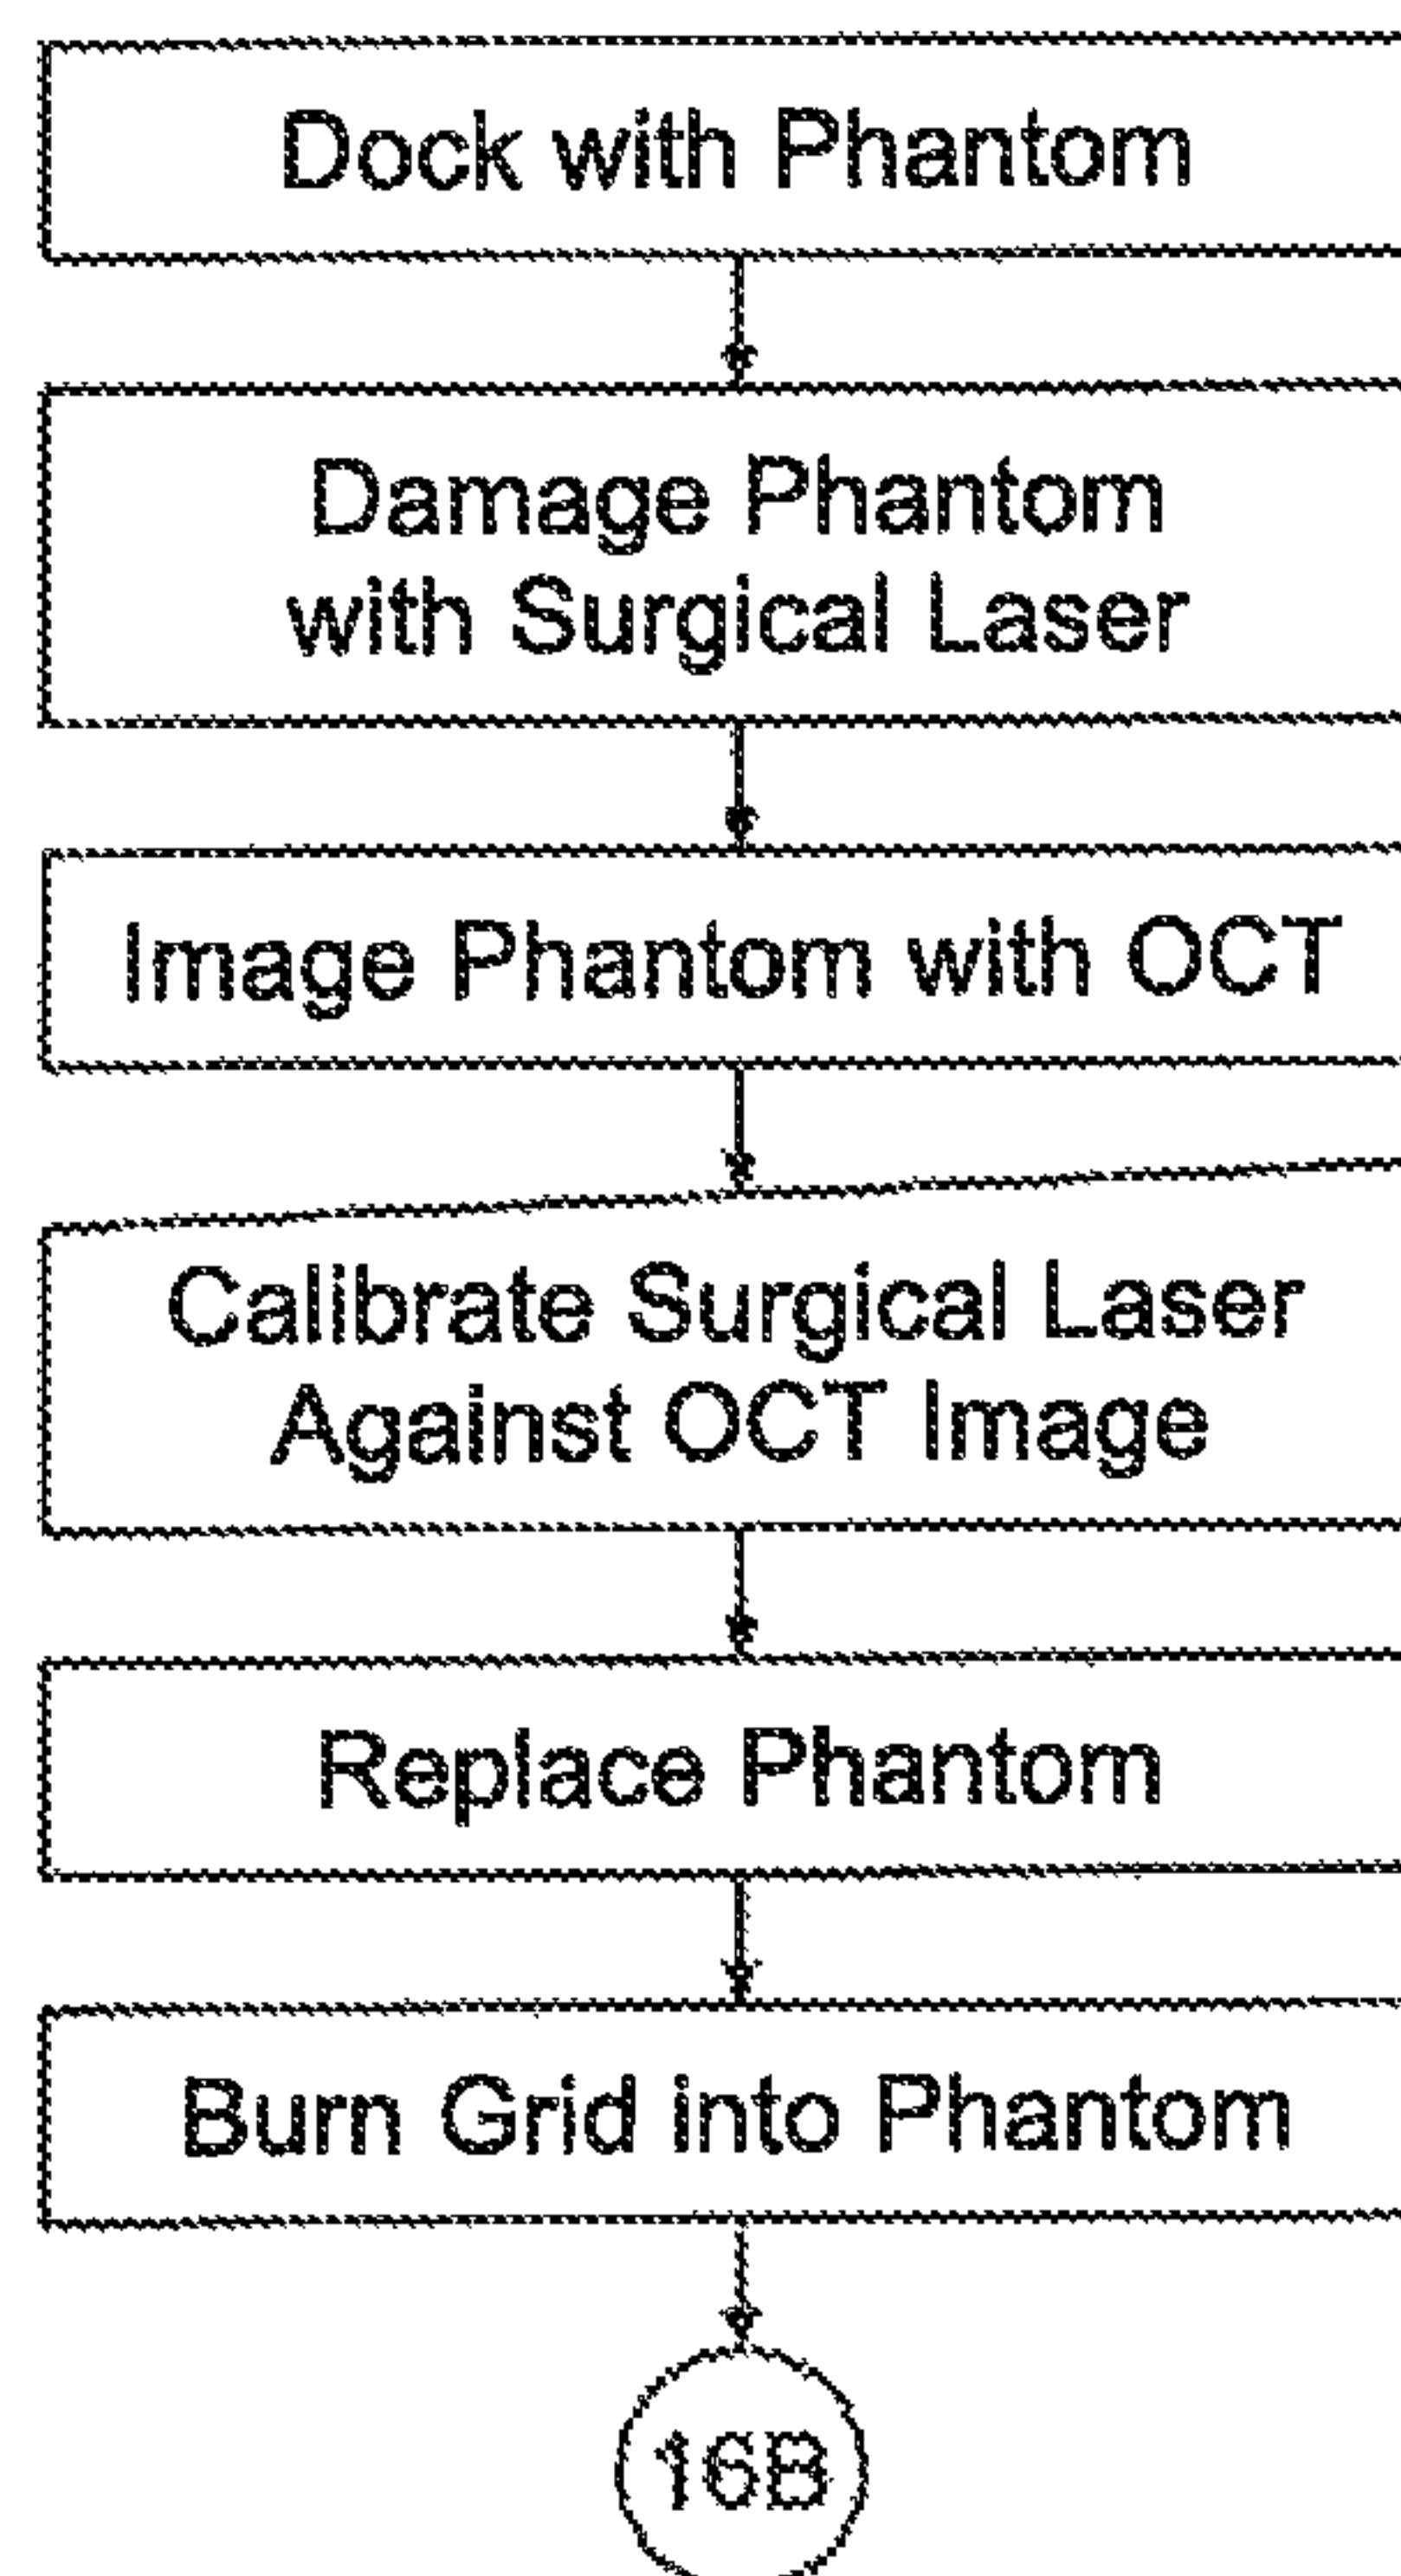 Dock with Phantom
Damage Phantom
with Surgical Laser
Image Phantom with OCT
Calibrate Surgical Laser
Against OCT Image
Replace Phantom
Burn Grid into Phantom
16B